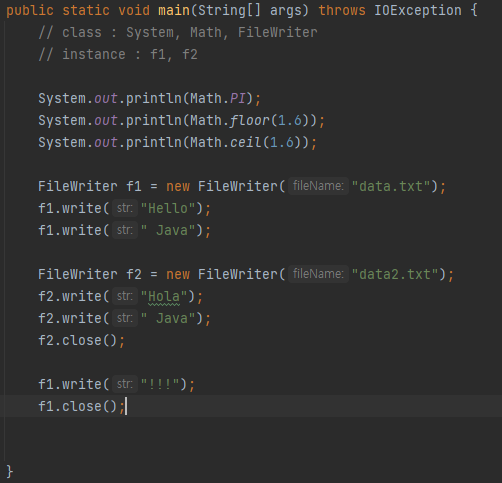 public static void main(String[] args) throws IOException {
// class : System, Math, FileWriter
// instance : f1, f2
System.out.println(Math.PI);
System.out.println(Math.floor(1.6));
System.out.println(Math.ceil(1.6));
FileWriter f1 = new FileWriter( fileName: "data.txt");
f1.write( str: "Hello");
f1.write( str: " Java");
FileWriter f2 = new FileWriter( fileName: "data2.txt");
f2.write( str: "Hola");
f2.write( str: " Java");
f2.close();
f1.write( str: "!!!");
f1.close();
}